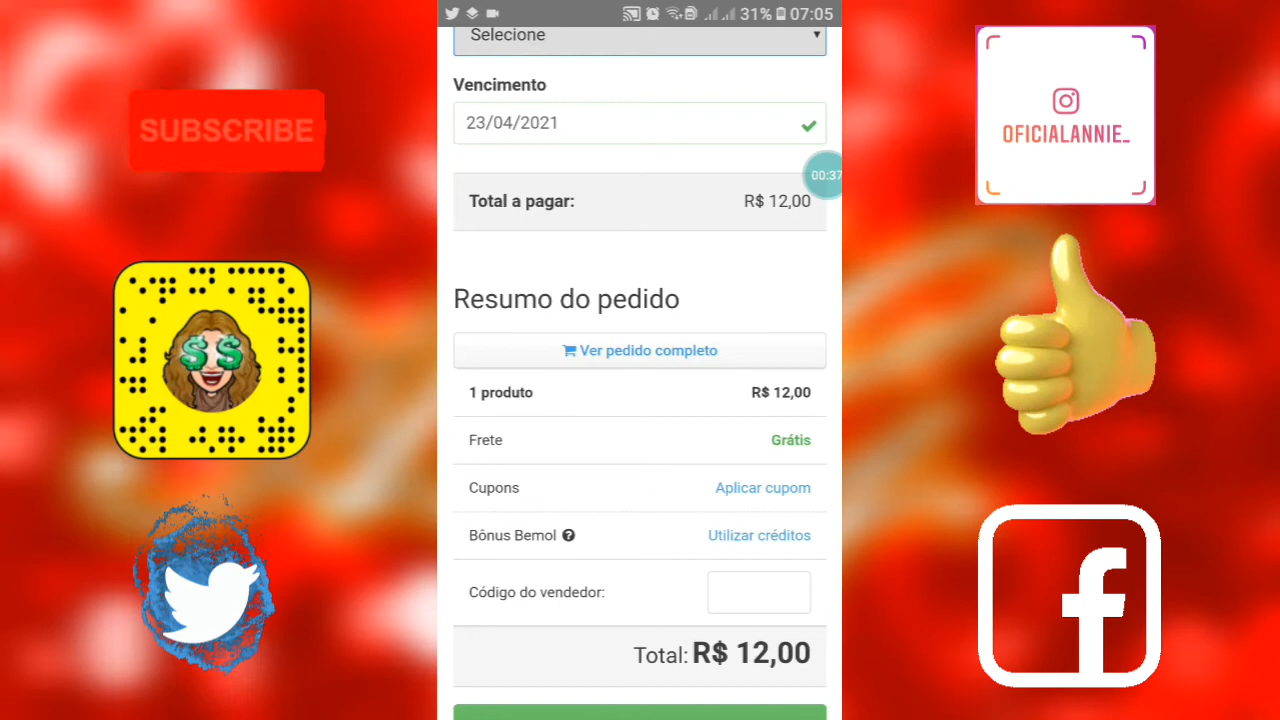 31% 07:05
Selecione
Vencimento
23/04/2021
00:37
Total a pagar: R$ 12,00
Resumo do pedido
Ver pedido completo
1 produto R$ 12,00
Frete Grátis
Cupons Aplicar cupom
Bônus Bemol Utilizar créditos
Código do vendedor:
Total: R$ 12,00
SUBSCRIBE
OFICIALANNIE_